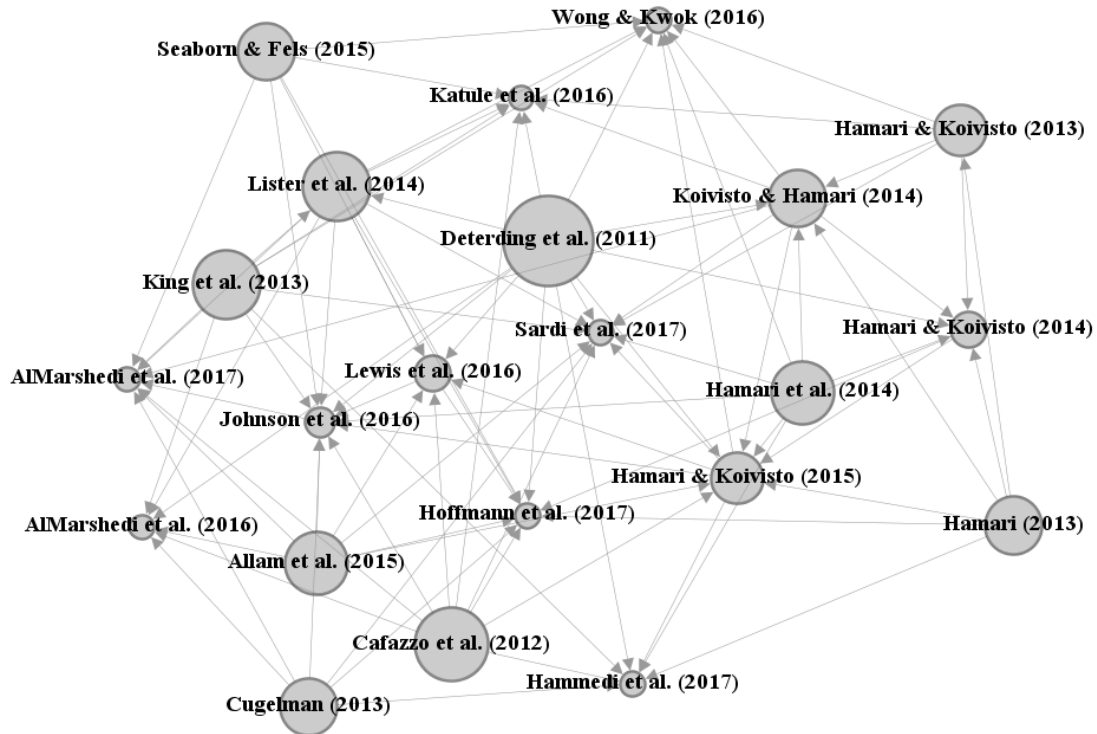 Wong & Kwok (2016)
Seaborn & Fels (2015)
Katule et al. (2016)
Hamari & Koivisto (2013)
Lister et al. (2014)
Koivisto & Hamari (2014)
Deterding et al. (2011)
King et al. (2013)
Sardi et al. (2017)
Hamari & Koivisto (2014)
Lewis et al. (2016)
AlMarshedi et al. (2017)
Hamari et al. (2014)
Johnson et al. (2016)
Hamari & Koivisto (2015)
Hoffmann et al. (2017)
AlMarshedi et al. (2016)
Hamari (2013)
Allam et al. (2015)
Cafazzo et al. (2012)
Hammedi et al. (2017)
Cugelman (2013)